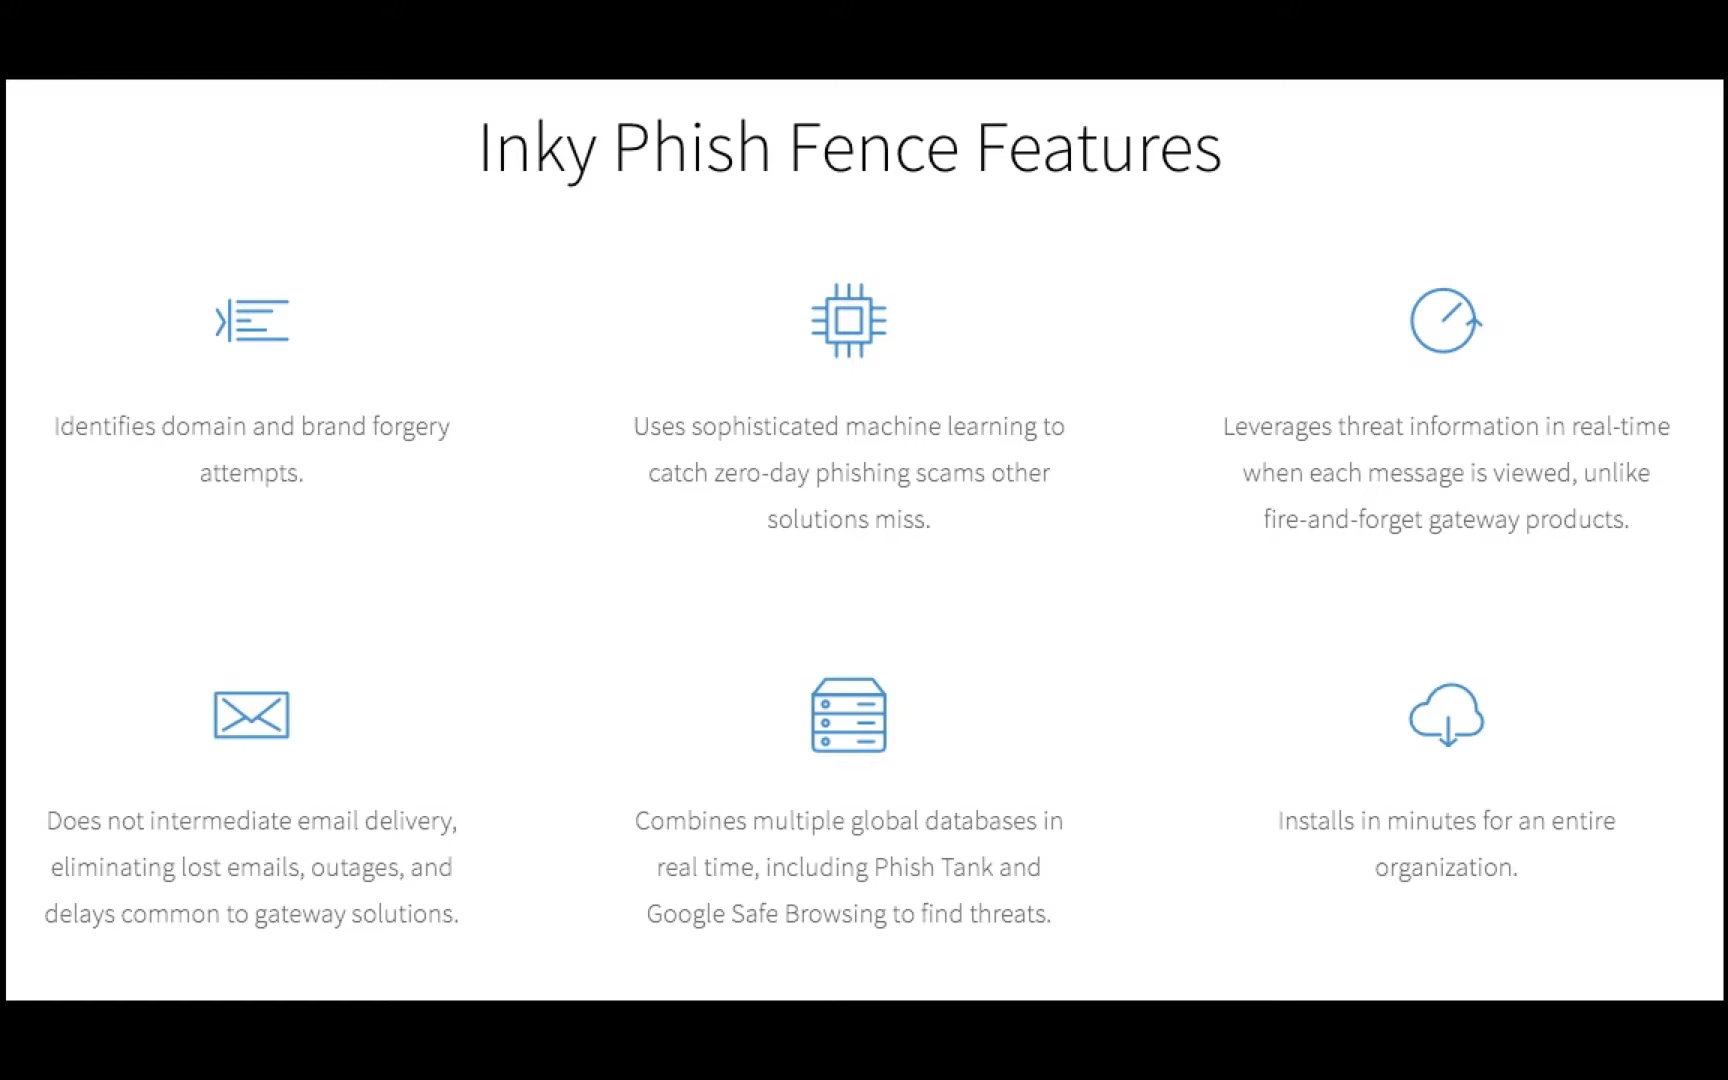 Inky Phish Fence Features
Identifies domain and brand forgery
attempts.
Uses sophisticated machine learning to
catch zero-day phishing scams other
solutions miss.
Leverages threat information in real-time
when each message is viewed, unlike
fire-and-forget gateway products.
Does not intermediate email delivery,
eliminating lost emails, outages, and
delays common to gateway solutions.
Combines multiple global databases in
real time, including Phish Tank and
Google Safe Browsing to find threats.
Installs in minutes for an entire
organization.